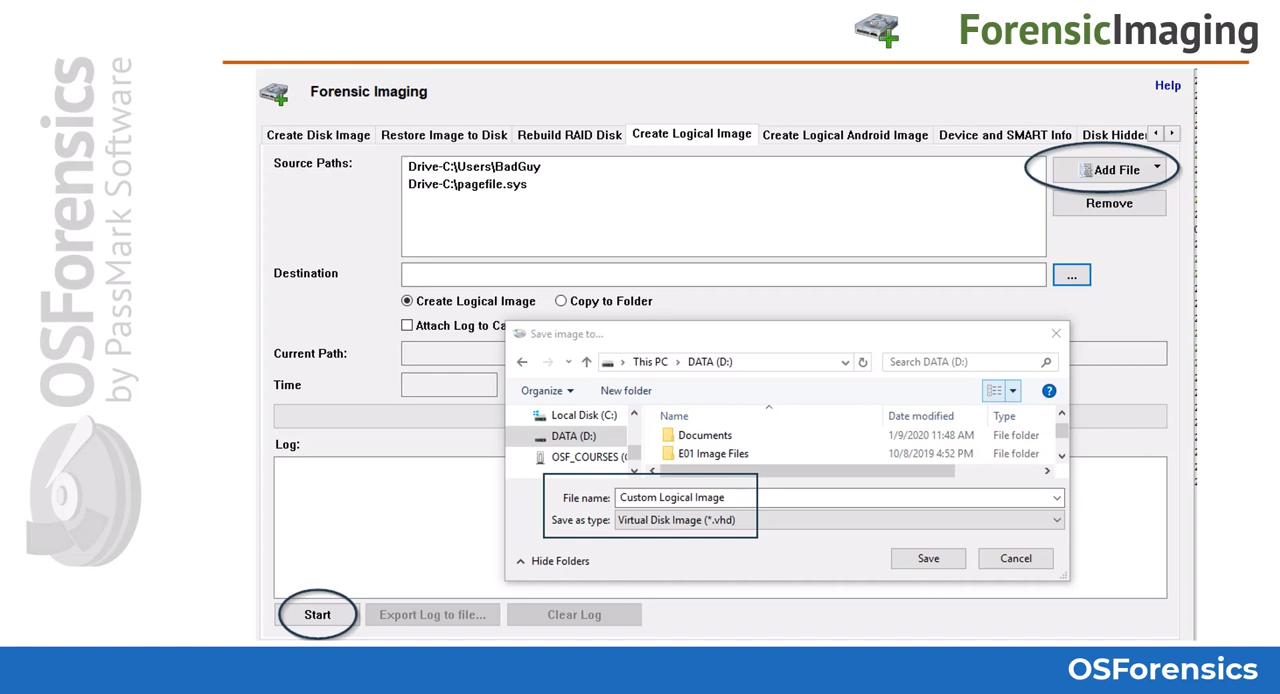 ForensicImaging
OSForensics
by PassMark Software
Forensic Imaging
Help
Create Disk Image Restore Image to Disk Rebuild RAID Disk Create Logical Image Create Logical Android Image Device and SMART Info Disk Hidde
Source Paths:
Drive-C:\Users\BadGuy
Drive-C:\pagefile.sys
Add File
Remove
Destination
...
Create Logical Image Copy to Folder
Attach Log to Ca
Current Path:
Time
Log:
Save image to...
This PC > DATA (D:)
Search DATA (D:)
Organize New folder
Local Disk (C:)
DATA (D:)
OSF_COURSES (
Name Date modified Type
Documents 1/9/2020 11:48 AM File folder
E01 Image Files 10/8/2019 4:52 PM File folder
File name: Custom Logical Image
Save as type: Virtual Disk Image (*.vhd)
Hide Folders
Save Cancel
Start Export Log to file... Clear Log
OSForensics